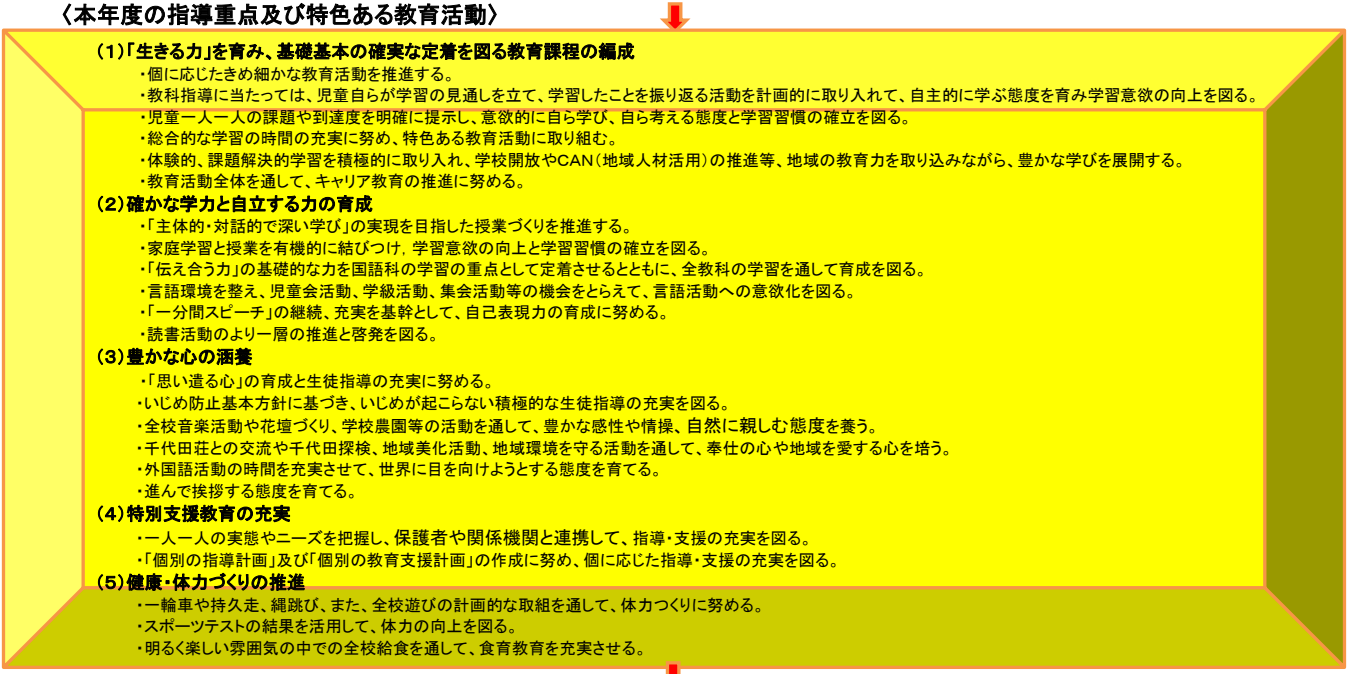 〈本年度の指導重点及び特色ある教育活動〉
(1)「生きる力」を育み、基礎基本の確実な定着を図る教育課程の編成
・個に応じたきめ細かな教育活動を推進する。
・教科指導に当たっては、児童自らが学習の見通しを立て、学習したことを振り返る活動を計画的に取り入れて、自主的に学ぶ態度を育み学習意欲の向上を図る。
・児童一人一人の課題や到達度を明確に提示し、意欲的に自ら学び、自ら考える態度と学習習慣の確立を図る。
・総合的な学習の時間の充実に努め、特色ある教育活動に取り組む。
・体験的、課題解決的学習を積極的に取り入れ、学校開放やCAN(地域人材活用)の推進等、地域の教育力を取り込みながら、豊かな学びを展開する。
・教育活動全体を通して、キャリア教育の推進に努める。
(2)確かな学力と自立する力の育成
・「主体的・対話的で深い学び」の実現を目指した授業づくりを推進する。
・家庭学習と授業を有機的に結びつけ,学習意欲の向上と学習習慣の確立を図る。
・「伝え合う力」の基礎的な力を国語科の学習の重点として定着させるとともに、全教科の学習を通して育成を図る。
・言語環境を整え、児童会活動、学級活動、集会活動等の機会をとらえて、言語活動への意欲化を図る。
・「一分間スピーチ」の継続、充実を基幹として、自己表現力の育成に努める。
・読書活動のより一層の推進と啓発を図る。
(3)豊かな心の涵養
・「思い遣る心」の育成と生徒指導の充実に努める。
・いじめ防止基本方針に基づき、いじめが起こらない積極的な生徒指導の充実を図る。
・全校音楽活動や花壇づくり、学校農園等の活動を通して、豊かな感性や情操、自然に親しむ態度を養う。
・千代田荘との交流や千代田探検、地域美化活動、地域環境を守る活動を通して、奉仕の心や地域を愛する心を培う。
・外国語活動の時間を充実させて、世界に目を向けようとする態度を育てる。
・進んで挨拶する態度を育てる。
(4)特別支援教育の充実
・一人一人の実態やニーズを把握し、保護者や関係機関と連携して、指導・支援の充実を図る。
・「個別の指導計画」及び「個別の教育支援計画」の作成に努め、個に応じた指導・支援の充実を図る。
(5)健康・体力づくりの推進
・一輪車や持久走、縄跳び、また、全校遊びの計画的な取組を通して、体力つくりに努める。
・スポーツテストの結果を活用して、体力の向上を図る。
・明るく楽しい雰囲気の中での全校給食を通して、食育教育を充実させる。